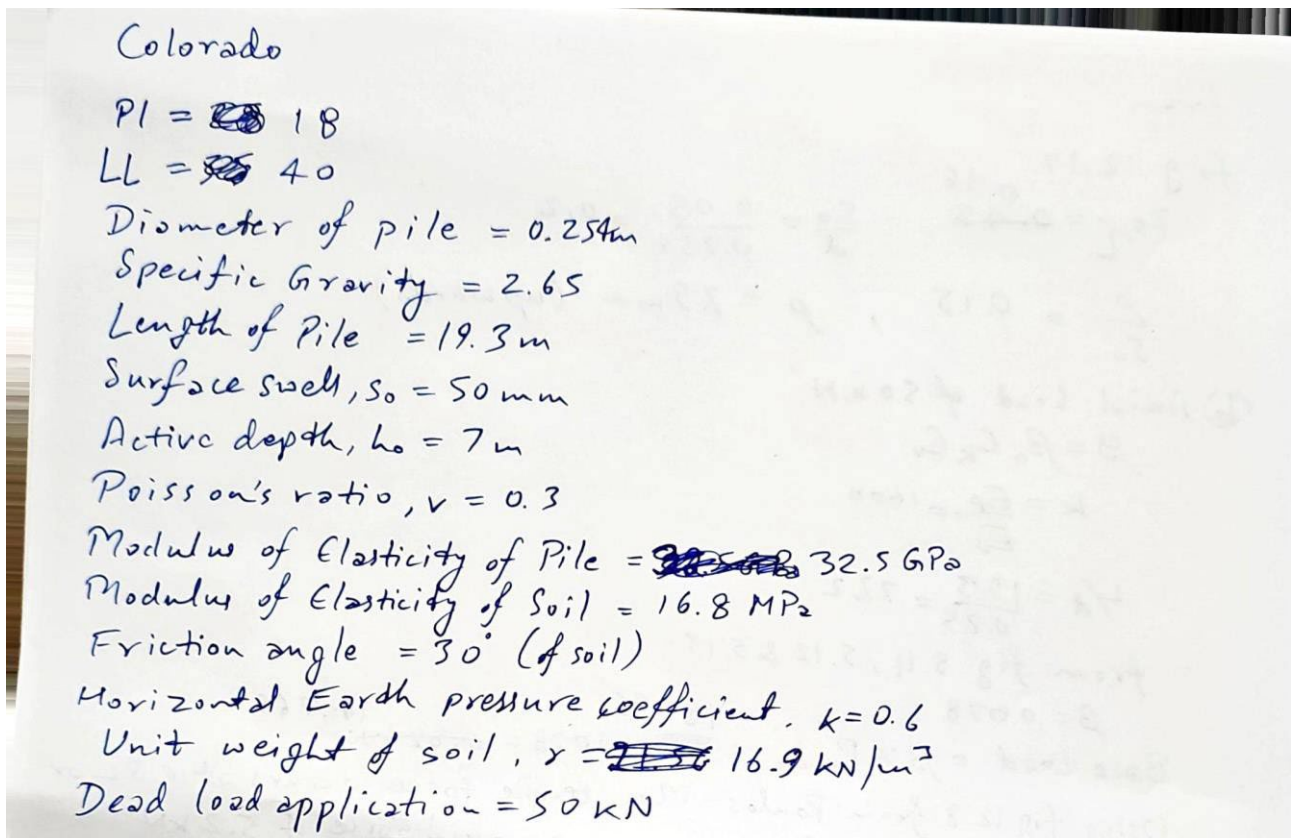 Colorado
PI = 18
LL = 40
Diameter of pile = 0.254m
Specific Gravity = 2.65
Length of Pile = 19.3 m
Surface swell, s₀ = 50 mm
Active depth, h₀ = 7 m
Poisson's ratio, v = 0.3
Modulus of Elasticity of Pile = 32.5 GPa
Modulus of Elasticity of Soil = 16.8 MPa
Friction angle = 30° (of soil)
Horizontal Earth pressure coefficient, k = 0.6
Unit weight of soil, r = 16.9 kN/m³
Dead load application = 50 KN